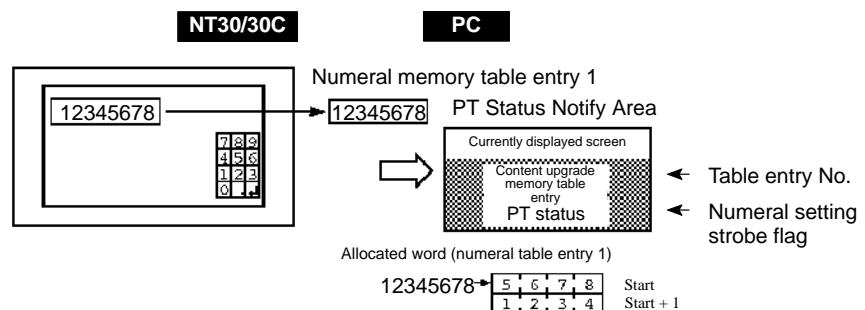 NT30/30C
PC
Numeral memory table entry 1
12345678
12345678
PT Status Notify Area
7 8 9
4 5 6
1 2 3
0 . ↵
Currently displayed screen
Content upgrade
memory table
entry
PT status
Table entry No.
Numeral setting
strobe flag
Allocated word (numeral table entry 1)
12345678
5 6 7 8
Start
1 2 3 4
Start + 1